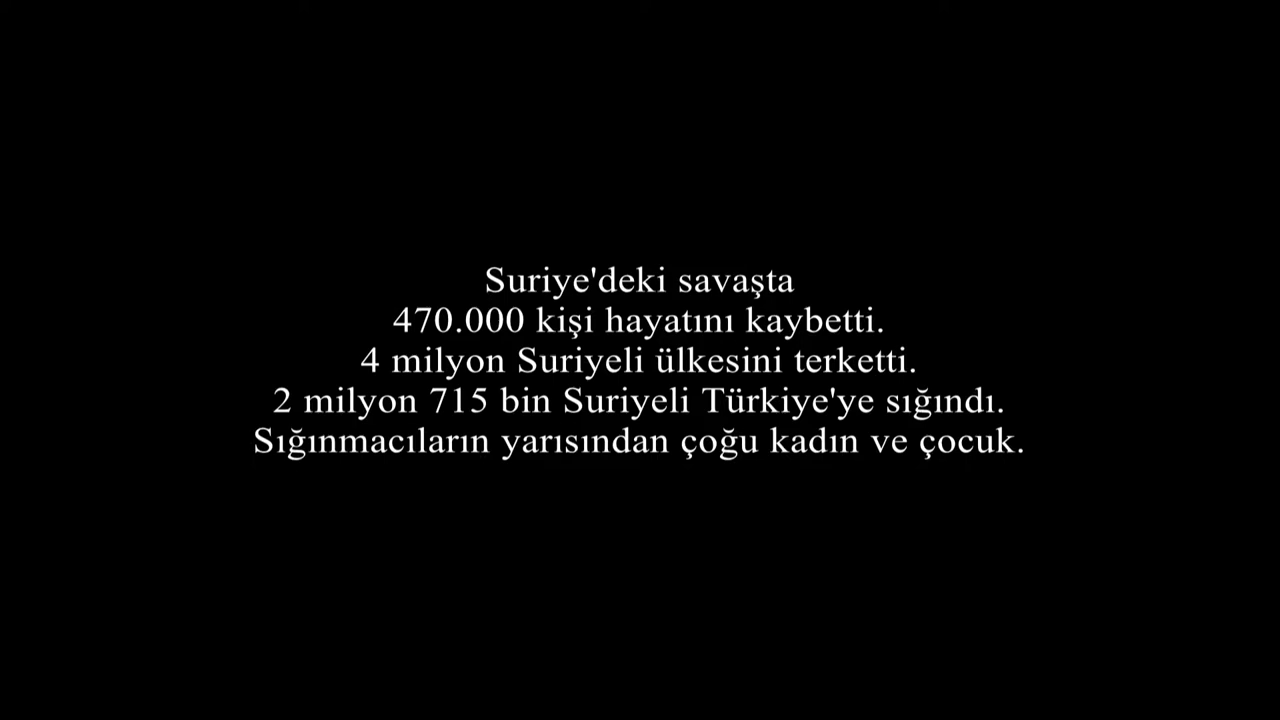 Suriye'deki savaşta
470.000 kişi hayatını kaybetti.
4 milyon Suriyeli ülkesini terketti.
2 milyon 715 bin Suriyeli Türkiye'ye sığındı.
Sığınmacıların yarısından çoğu kadın ve çocuk.